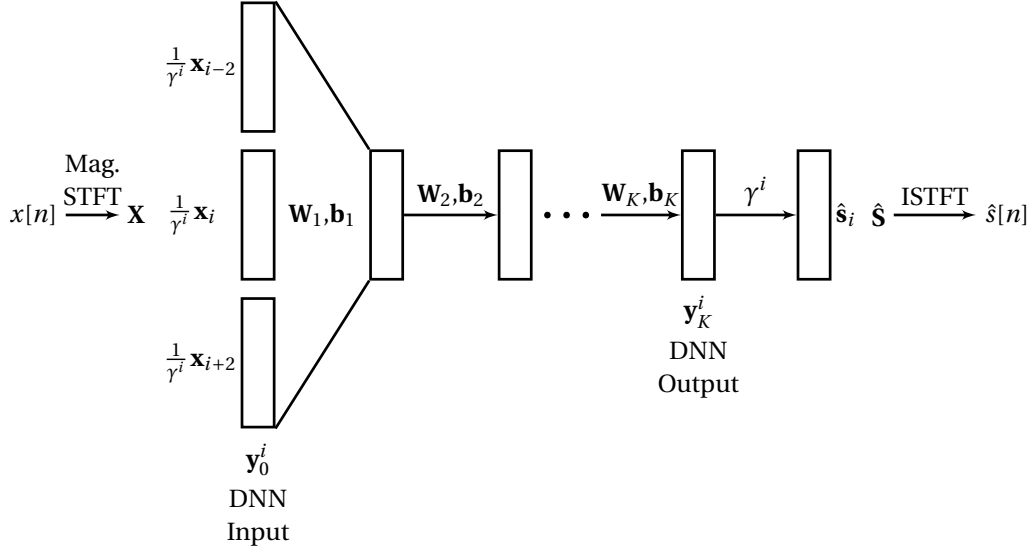 1/γ^i x_{i−2}
Mag.
STFT
x[n] X 1/γ^i x_i W_1,b_1 W_2,b_2 • • • W_K,b_K γ^i ŝ_i Ŝ ISTFT ŝ[n]
1/γ^i x_{i+2}
y_K^i
DNN
Output
y_0^i
DNN
Input